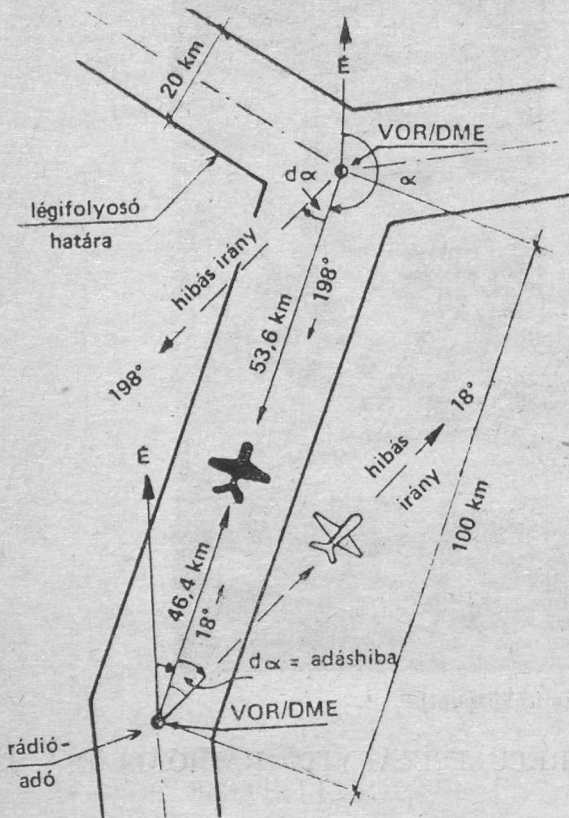 20 km
É
VOR/DME
légifolyosó
határa
dα
α
hibás irány
198°
53,6 km
198°
18°
hibás
irány
100 km
É
46,4 km
18°
dα = adáshiba
VOR/DME
rádió-
adó